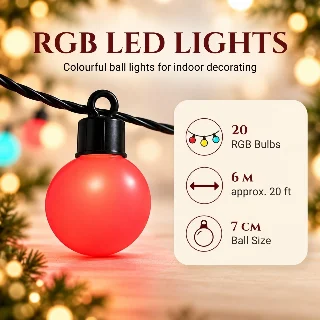 RGB LED LIGHTS
Colourful ball lights for indoor decorating
20
RGB Bulbs
6 M
approx. 20 ft
7 CM
Ball Size